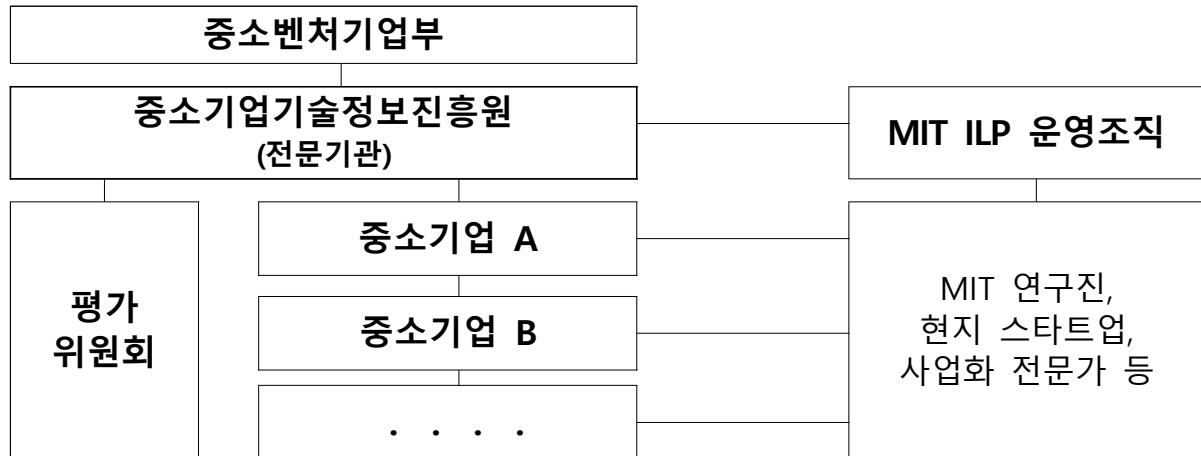 중소벤처기업부
중소기업기술정보진흥원
(전문기관)
MIT ILP 운영조직
평가
위원회
중소기업 A
중소기업 B
. . . .
MIT 연구진,
현지 스타트업,
사업화 전문가 등